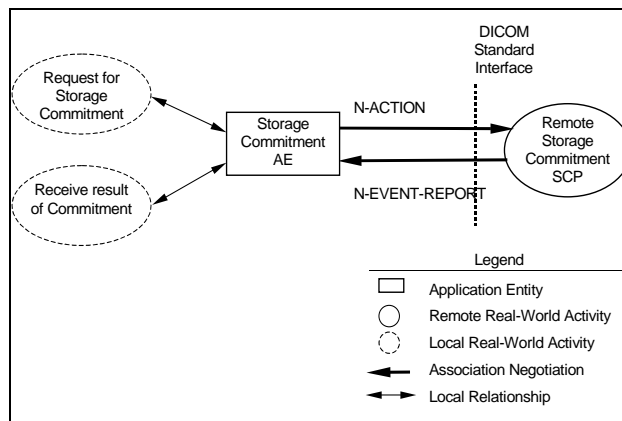 DICOM
Standard
Interface
Request for
Storage
Commitment
N-ACTION
Storage
Commitment
AE
Remote
Storage
Commitment
SCP
Receive result
of Commitment
N-EVENT-REPORT
Legend
Application Entity
Remote Real-World Activity
Local Real-World Activity
Association Negotiation
Local Relationship